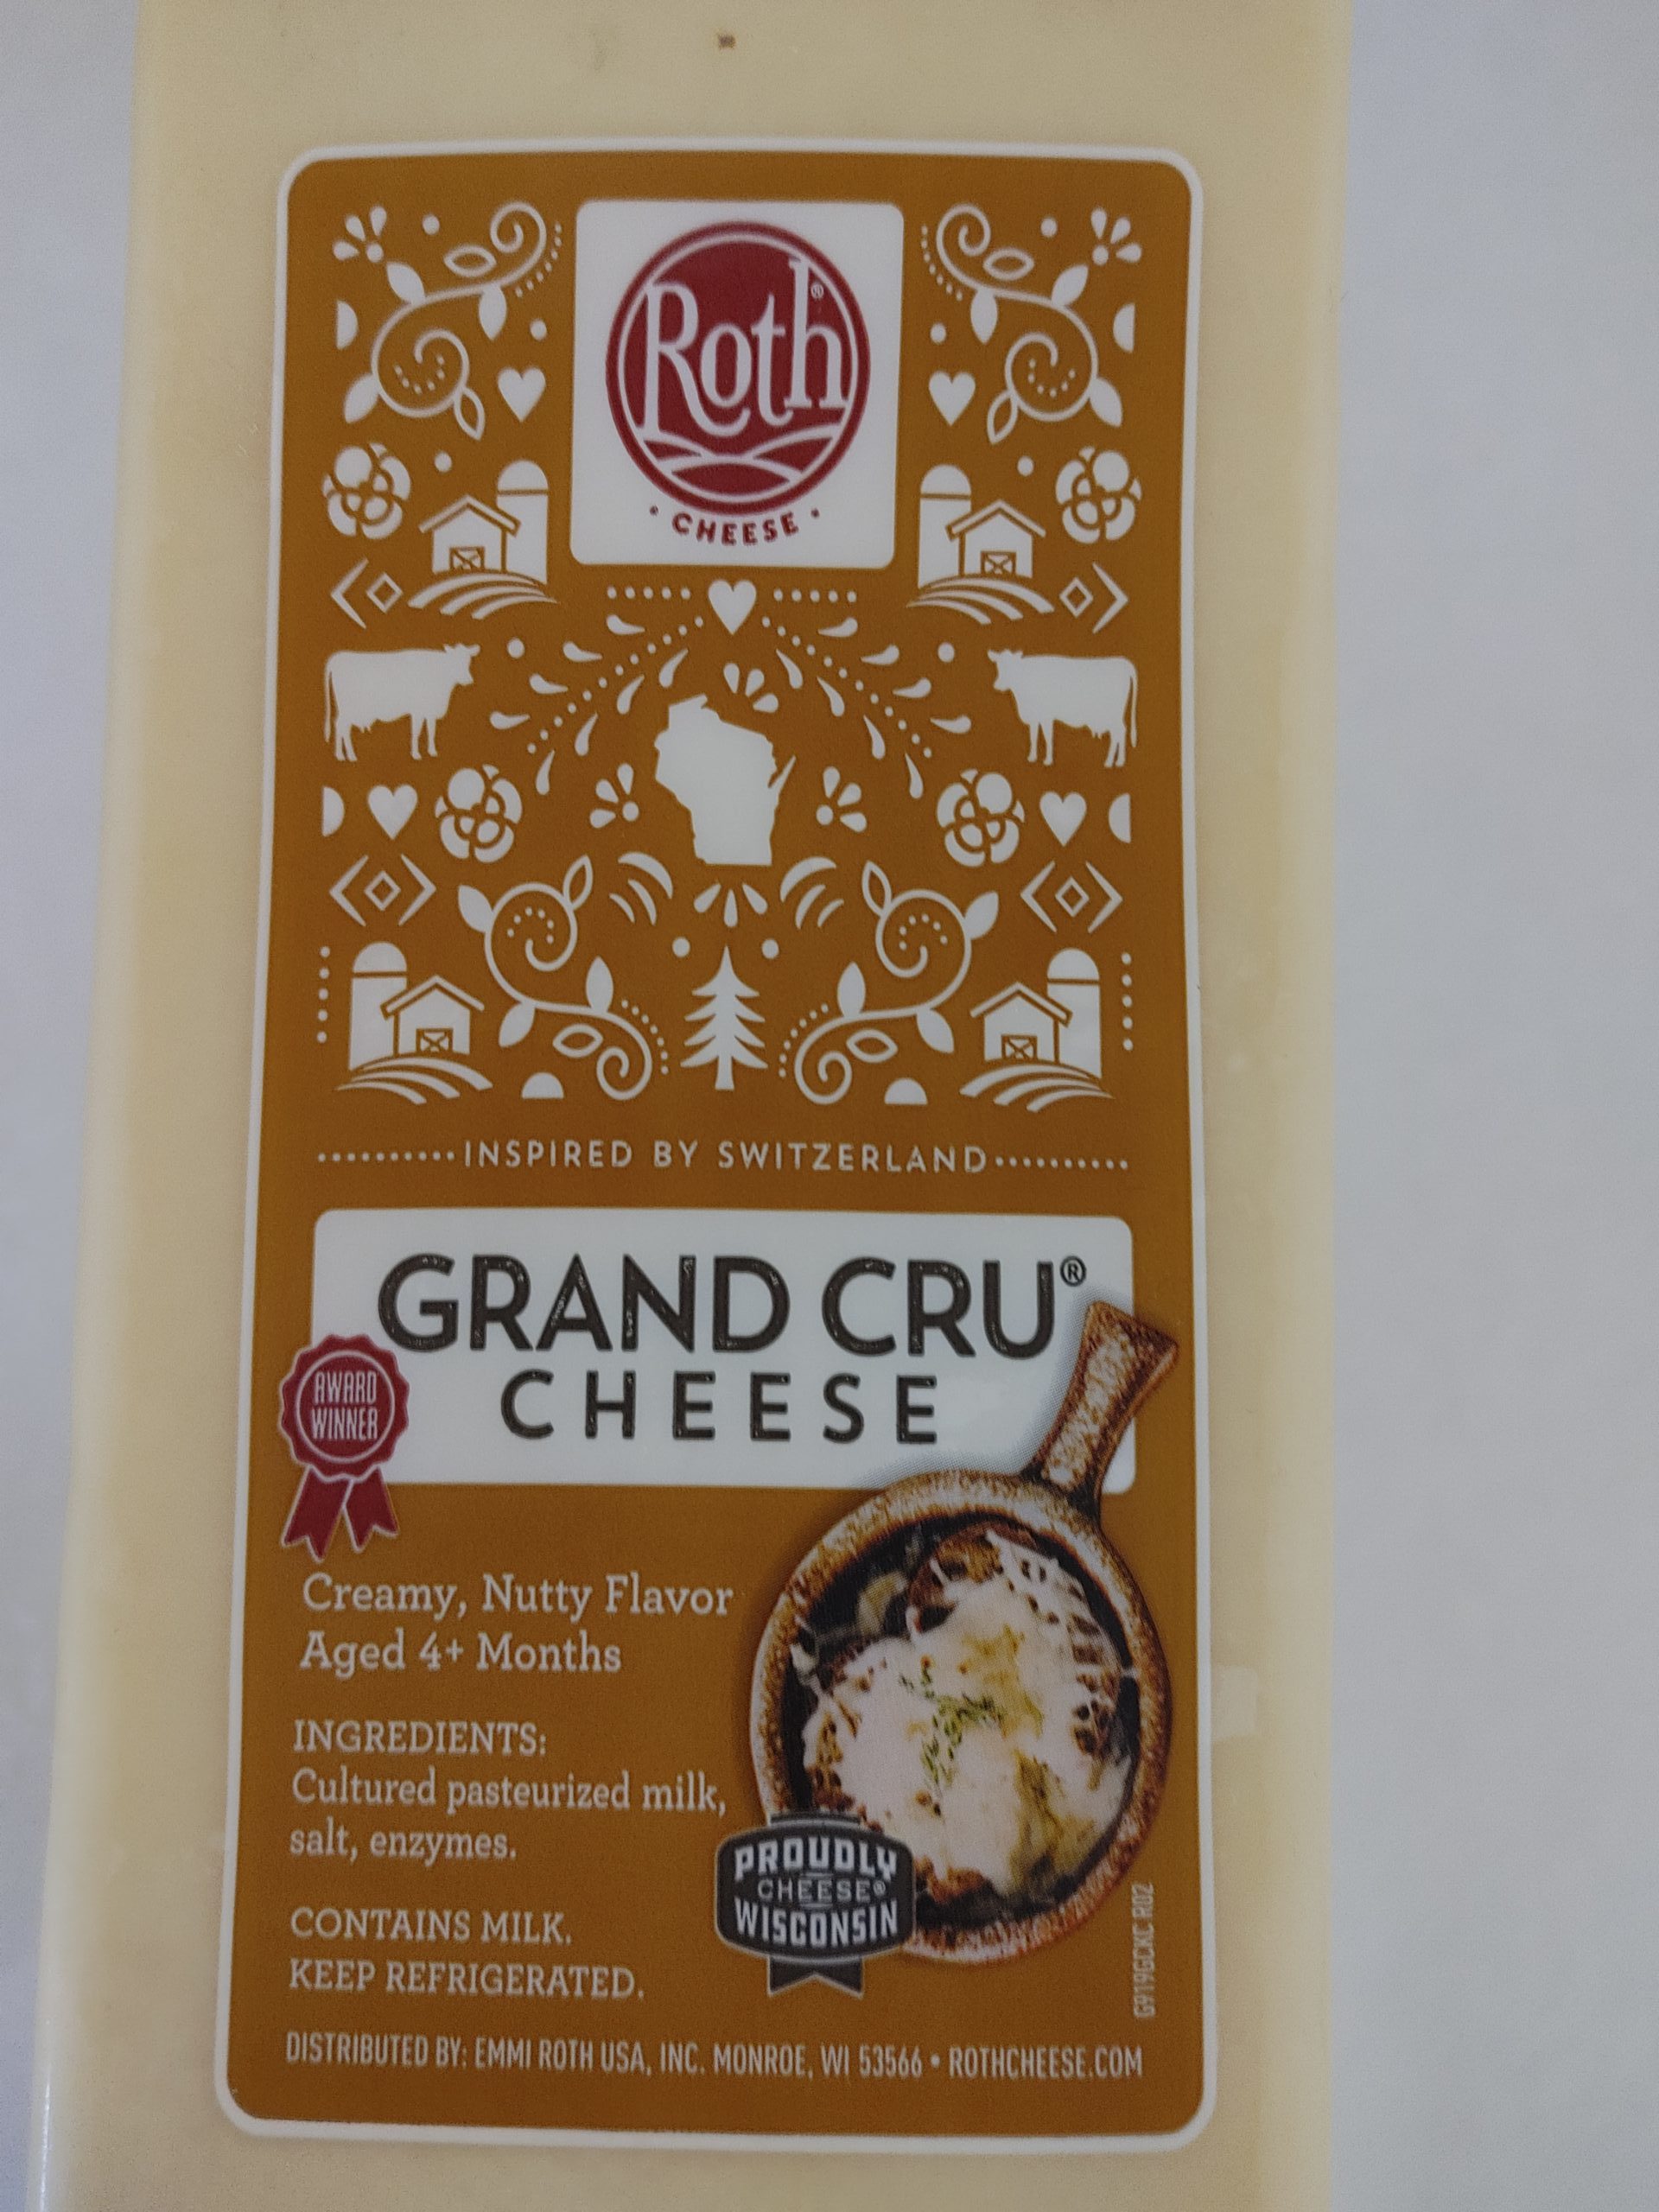 Roth®
• CHEESE •
INSPIRED BY SWITZERLAND
GRAND CRU®
CHEESE
AWARD
WINNER
Creamy, Nutty Flavor
Aged 4+ Months
INGREDIENTS:
Cultured pasteurized milk,
salt, enzymes.
CONTAINS MILK.
KEEP REFRIGERATED.
PROUDLY
CHEESE®
WISCONSIN
G919GCKC R02
DISTRIBUTED BY: EMMI ROTH USA, INC. MONROE, WI 53566 • ROTHCHEESE.COM